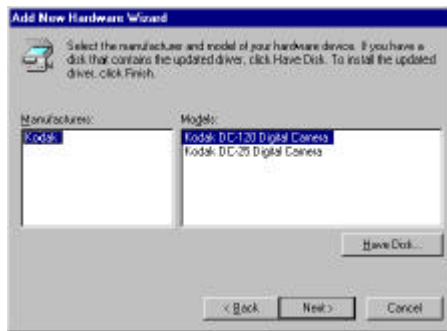 Add New Hardware Wizard
Select the manufacturer and model of your hardware device. If you have a
disk that contains the updated driver, click Have Disk. To install the updated
driver, click Finish.
Manufacturers:
Models:
Kodak
Kodak DC-120 Digital Camera
Kodak DC-25 Digital Camera
Have Disk...
< Back
Next >
Cancel